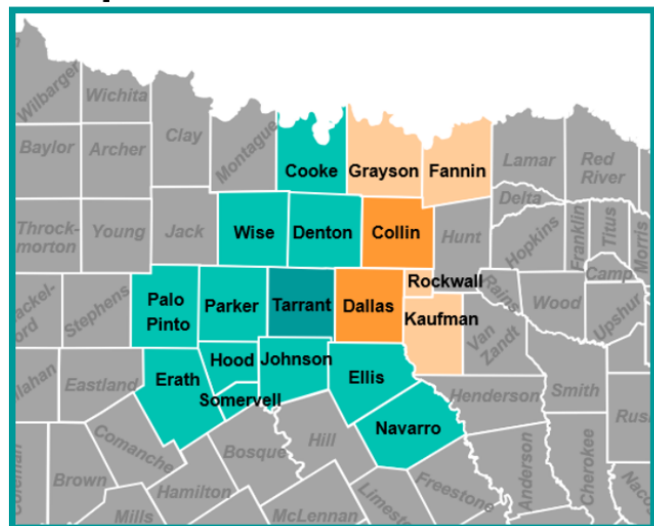 Wilbarger
Wichita
Baylor
Archer
Clay
Montague
Cooke
Grayson
Fannin
Lamar
Red
River
Delta
Throck-
morton
Young
Jack
Wise
Denton
Collin
Hunt
Hopkins
Franklin
Titus
Morris
Camp
Rockwall
Rains
Wood
Upshur
Stephens
Palo
Pinto
Parker
Tarrant
Dallas
Kaufman
Van
Zandt
Eastland
Erath
Hood
Johnson
Somervell
Ellis
Henderson
Smith
Navarro
Comanche
Bosque
Hill
Brown
Hamilton
Mills
McLennan
Freestone
Anderson
Cherokee